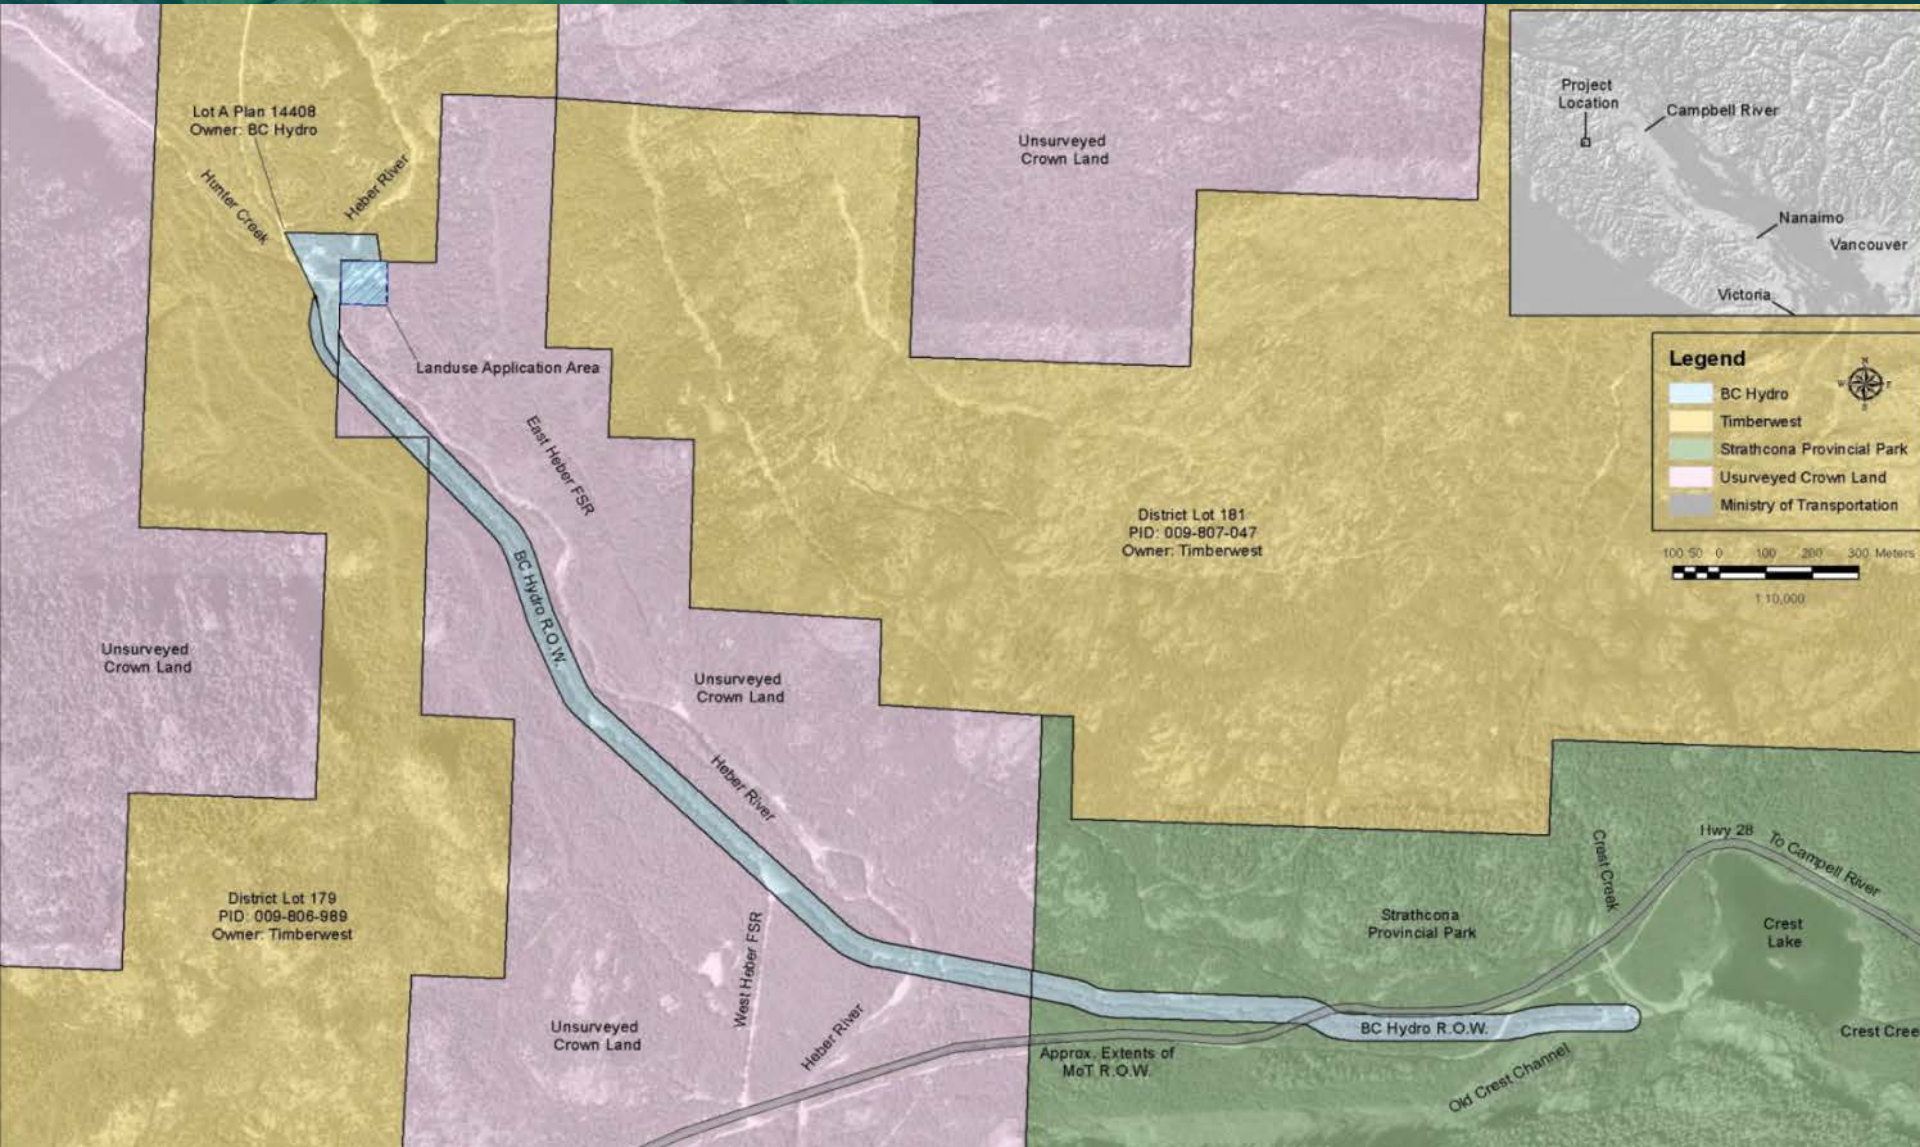 Lot A Plan 14408
Owner: BC Hydro
Hunter Creek
Heber River
Unsurveyed
Crown Land
Project
Location
Campbell River
Nanaimo
Vancouver
Victoria
Landuse Application Area
East Heber FSR
Legend
N
W
E
S
BC Hydro
Timberwest
Strathcona Provincial Park
Usurveyed Crown Land
Ministry of Transportation
100 50 0 100 200 300 Meters
1:10,000
District Lot 181
PID: 009-807-047
Owner: Timberwest
BC Hydro R.O.W.
Unsurveyed
Crown Land
Unsurveyed
Crown Land
Heber River
District Lot 179
PID: 009-806-989
Owner: Timberwest
West Heber FSR
Unsurveyed
Crown Land
Heber River
Approx. Extents of
MoT R.O.W.
Strathcona
Provincial Park
Crest Creek
Hwy 28
To Campell River
Crest
Lake
BC Hydro R.O.W.
Old Crest Channel
Crest Cree